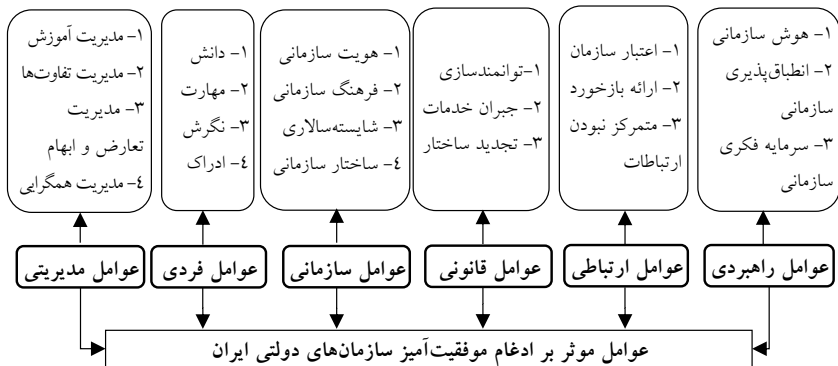 ۱- هوش سازمانی
۲- انطباق‌پذیری
سازمانی
۳- سرمایه فکری
سازمانی
۱- اعتبار سازمان
۲- ارائه بازخورد
۳- متمرکز نبودن
ارتباطات
۱-توانمندسازی
۲- جبران خدمات
۳- تجدید ساختار
۱- هویت سازمانی
۲- فرهنگ سازمانی
۳- شایسته‌سالاری
٤- ساختار سازمانی
۱- دانش
۲- مهارت
۳- نگرش
٤- ادراک
۱- مدیریت آموزش
۲- مدیریت تفاوت‌ها
۳- مدیریت
تعارض و ابهام
٤- مدیریت همگرایی
عوامل راهبردی
عوامل ارتباطی
عوامل قانونی
عوامل سازمانی
عوامل فردی
عوامل مدیریتی
عوامل موثر بر ادغام موفقیت‌آمیز سازمان‌های دولتی ایران